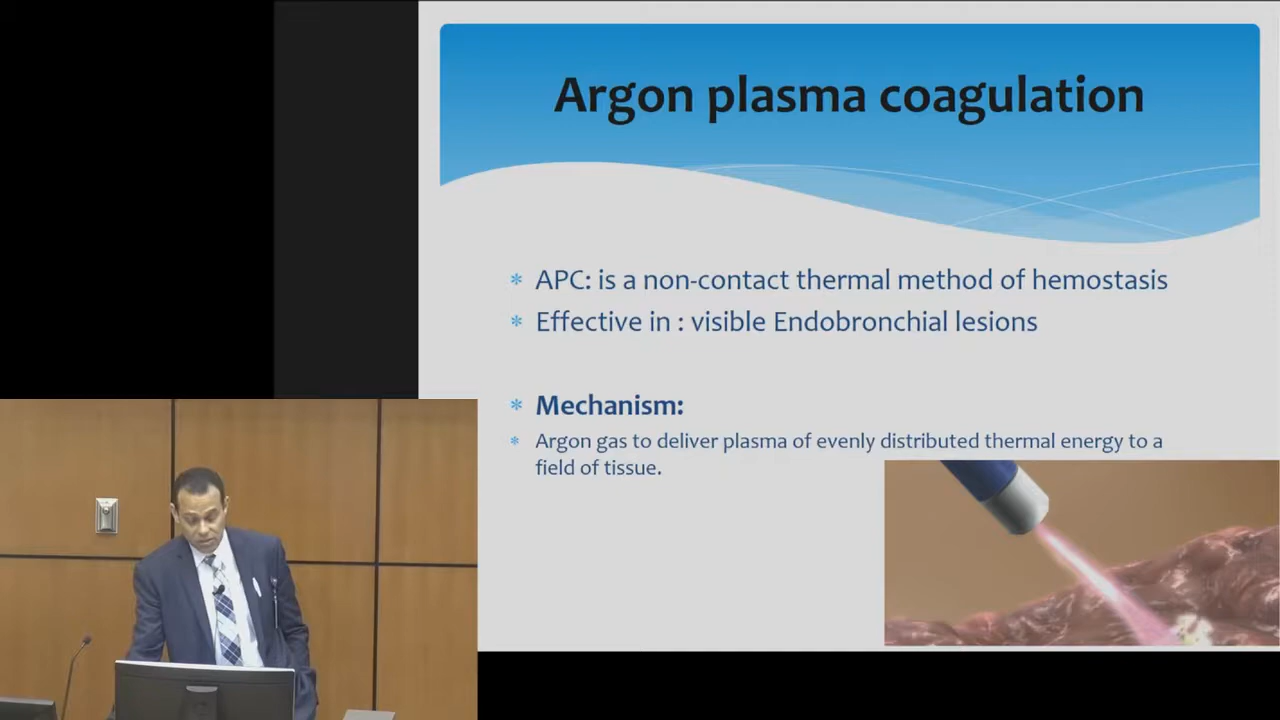 Argon plasma coagulation
* APC: is a non-contact thermal method of hemostasis
* Effective in : visible Endobronchial lesions
* Mechanism:
* Argon gas to deliver plasma of evenly distributed thermal energy to a
field of tissue.